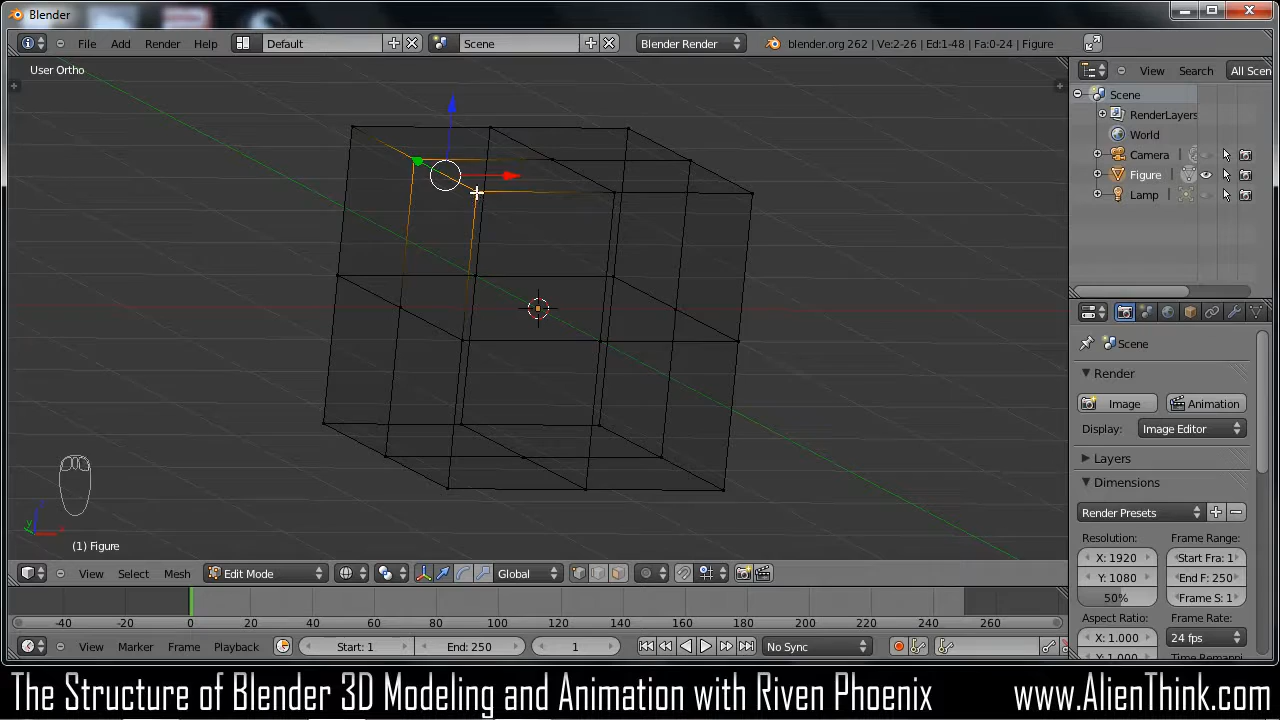 Blender
File Add Render Help Default Scene Blender Render blender.org 262 | Ve:2-26 | Ed:1-48 | Fa:0-24 | Figure
User Ortho
View Search All Scen
Scene
RenderLayers
World
Camera
Figure
Lamp
Scene
Render
Image Animation
Display: Image Editor
Layers
Dimensions
Render Presets
Resolution: Frame Range:
X: 1920 Start Fra: 1
Y: 1080 End F: 250
50% Frame S: 1
Aspect Ratio: Frame Rate:
X: 1.000 24 fps
Y: 1.000 Time Remappi
(1) Figure
View Select Mesh Edit Mode Global
-40 -20 0 20 40 60 80 100 120 140 160 180 200 220 240 260
View Marker Frame Playback Start: 1 End: 250 1 No Sync
The Structure of Blender 3D Modeling and Animation with Riven Phoenix www.AlienThink.com